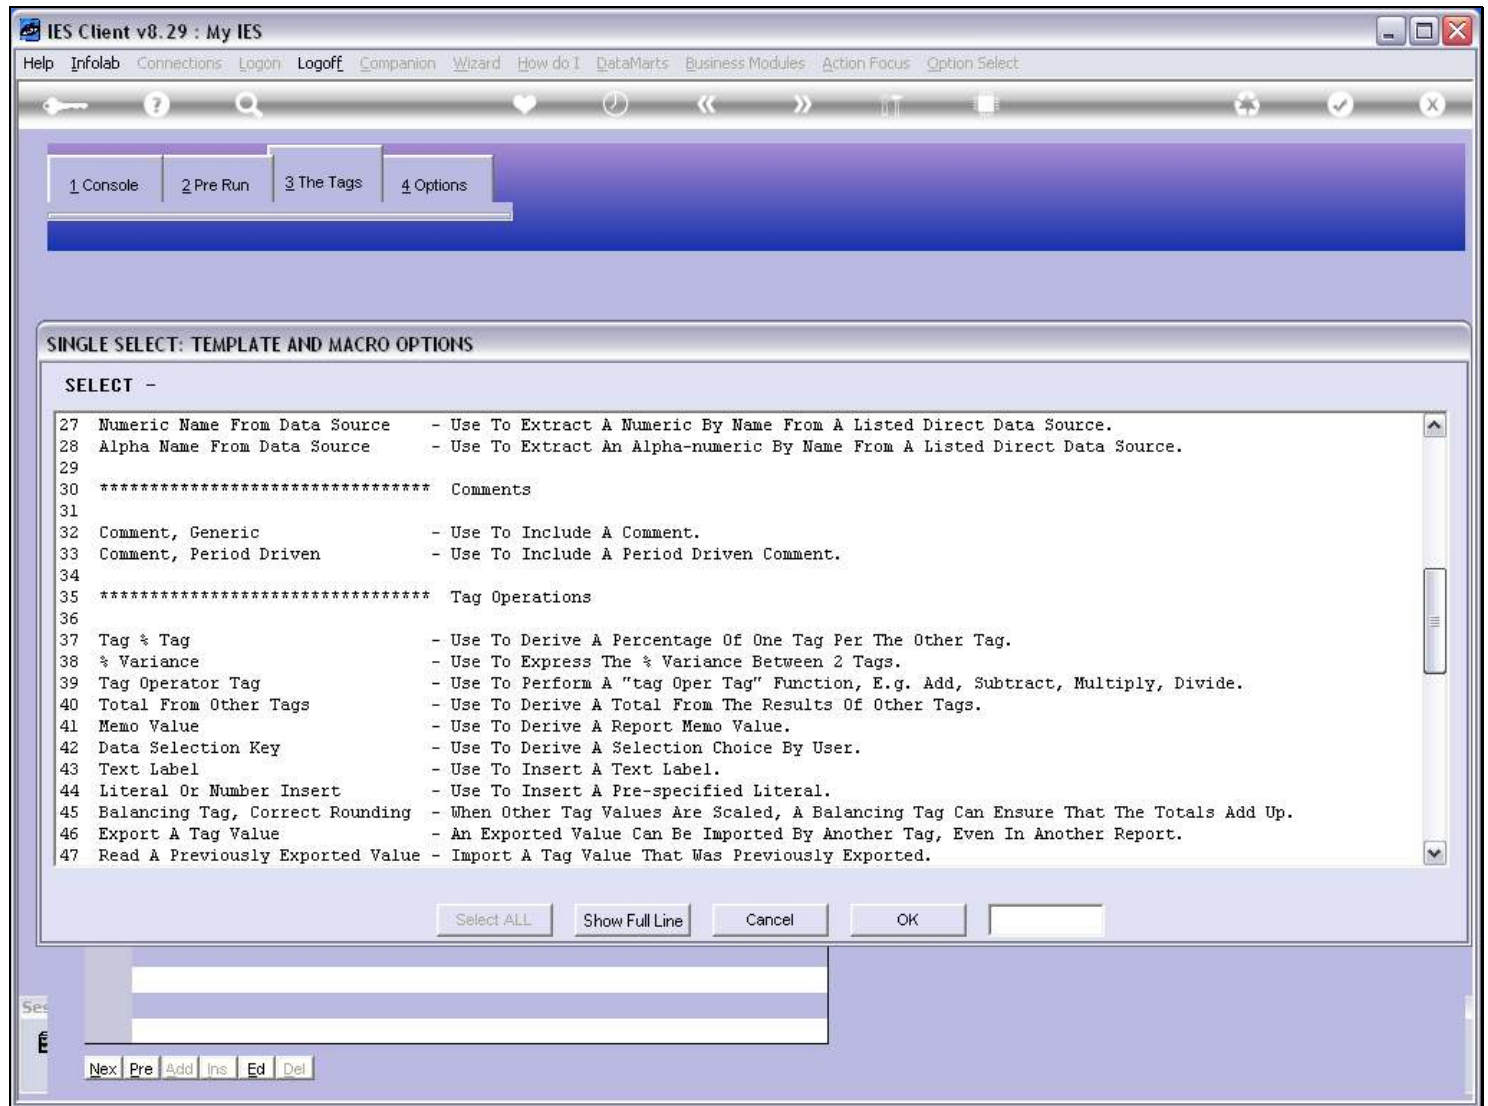 IES Client v8.29 : My IES
Help Infolab Connections Logon Logoff Companion Wizard How do I DataMarts Business Modules Action Focus Option Select
1 Console 2 Pre Run 3 The Tags 4 Options
SINGLE SELECT: TEMPLATE AND MACRO OPTIONS
SELECT -
27 Numeric Name From Data Source - Use To Extract A Numeric By Name From A Listed Direct Data Source.
28 Alpha Name From Data Source - Use To Extract An Alpha-numeric By Name From A Listed Direct Data Source.
29
30 ********************************* Comments
31
32 Comment, Generic - Use To Include A Comment.
33 Comment, Period Driven - Use To Include A Period Driven Comment.
34
35 ********************************* Tag Operations
36
37 Tag % Tag - Use To Derive A Percentage Of One Tag Per The Other Tag.
38 % Variance - Use To Express The % Variance Between 2 Tags.
39 Tag Operator Tag - Use To Perform A "tag Oper Tag" Function, E.g. Add, Subtract, Multiply, Divide.
40 Total From Other Tags - Use To Derive A Total From The Results Of Other Tags.
41 Memo Value - Use To Derive A Report Memo Value.
42 Data Selection Key - Use To Derive A Selection Choice By User.
43 Text Label - Use To Insert A Text Label.
44 Literal Or Number Insert - Use To Insert A Pre-specified Literal.
45 Balancing Tag, Correct Rounding - When Other Tag Values Are Scaled, A Balancing Tag Can Ensure That The Totals Add Up.
46 Export A Tag Value - An Exported Value Can Be Imported By Another Tag, Even In Another Report.
47 Read A Previously Exported Value - Import A Tag Value That Was Previously Exported.
Select ALL Show Full Line Cancel OK
Ses
Nex Pre Add Ins Ed Del